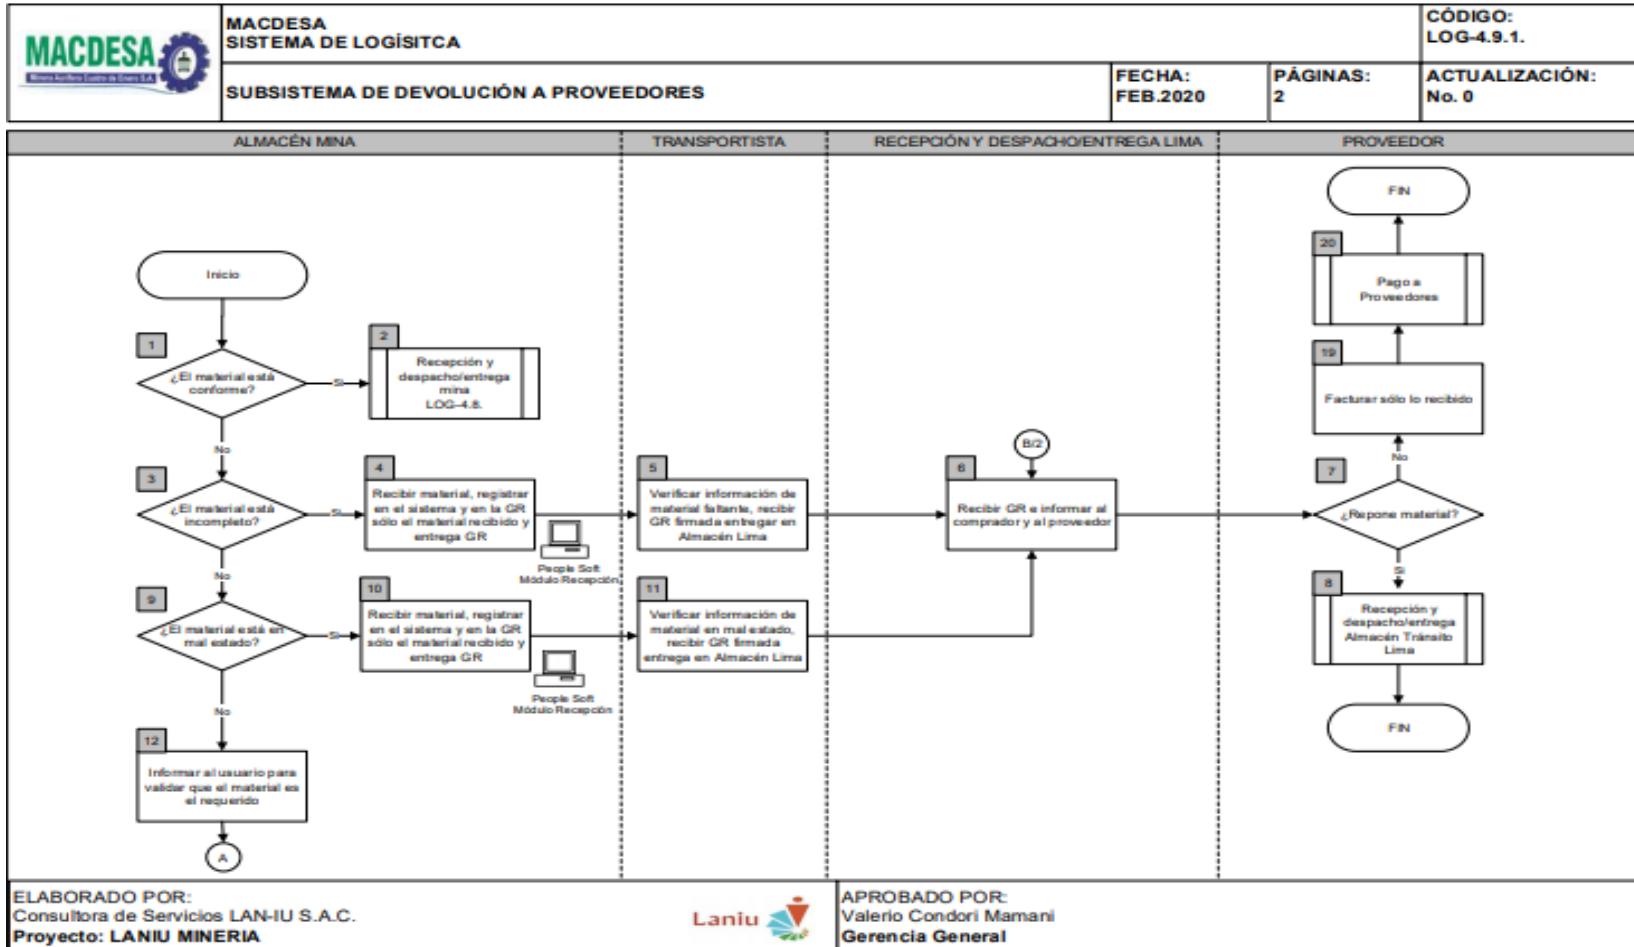 MACDESA
Minera Aurífera Cuatro de Enero S.A.
MACDESA
SISTEMA DE LOGÍSITCA
CÓDIGO:
LOG-4.9.1.
SUBSISTEMA DE DEVOLUCIÓN A PROVEEDORES
FECHA:
FEB.2020
PÁGINAS:
2
ACTUALIZACIÓN:
No. 0
ALMACÉN MINA
TRANSPORTISTA
RECEPCIÓN Y DESPACHO/ENTREGA LIMA
PROVEEDOR
Inicio
1
¿El material está
conforme?
Si
2
Recepción y
despacho/entrega
mina
LOG-4.8.
No
3
¿El material está
incompleto?
Si
4
Recibir material, registrar
en el sistema y en la GR
sólo el material recibido y
entrega GR
People Soft
Módulo Recepción
5
Verificar información de
material faltante, recibir
GR firmada entregar en
Almacén Lima
B/2
6
Recibir GR e informar al
comprador y al proveedor
7
¿Repone material?
No
19
Facturar sólo lo recibido
20
Pago a
Proveedores
FIN
Si
8
Recepción y
despacho/entrega
Almacén Tránsito
Lima
FIN
No
9
¿El material está en
mal estado?
Si
10
Recibir material, registrar
en el sistema y en la GR
sólo el material recibido y
entrega GR
People Soft
Módulo Recepción
11
Verificar información de
material en mal estado,
recibir GR firmada
entrega en Almacén Lima
No
12
Informar al usuario para
validar que el material es
el requerido
A
ELABORADO POR:
Consultora de Servicios LAN-IU S.A.C.
Proyecto: LANIU MINERIA
Laniu
APROBADO POR:
Valerio Condori Mamani
Gerencia General